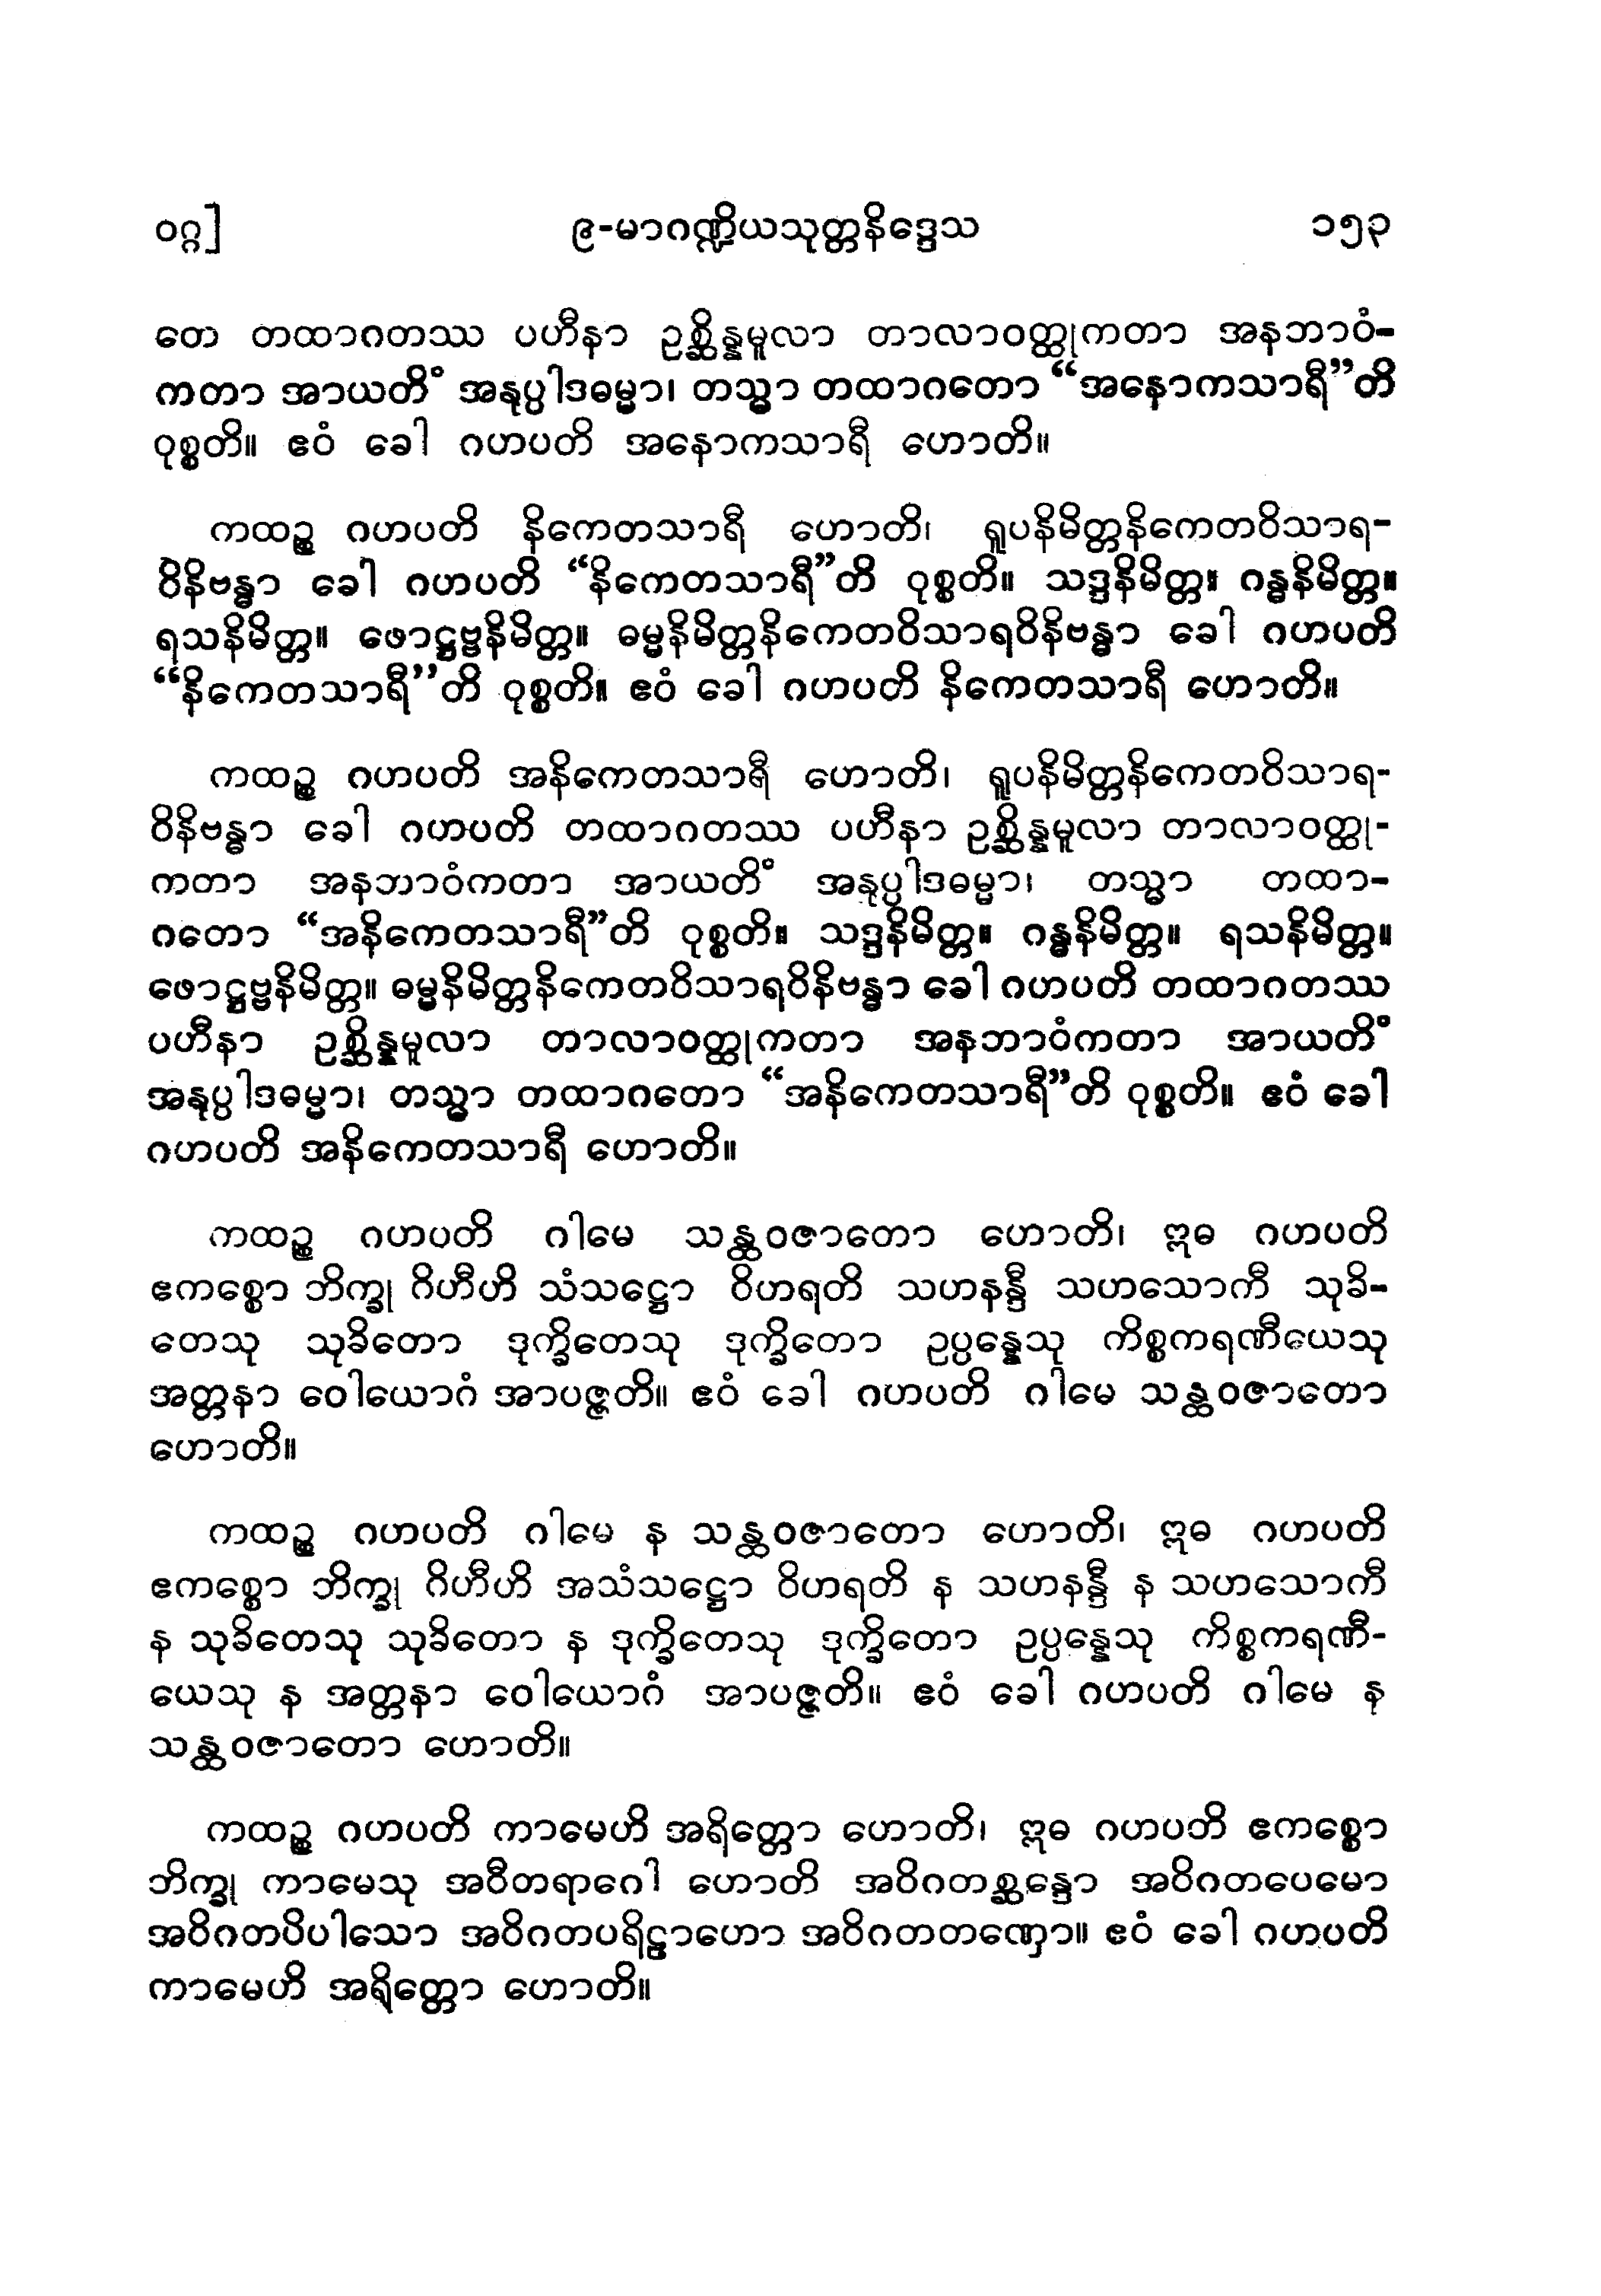 ဝဂ္ဂ]
၉-မာဂဏ္ဍိယသုတ္တနိဒ္ဒေသ
၁၅၃
တေ တထာဂတဿ ပဟီနာ ဥစ္ဆိန္နမူလာ တာလာဝတ္ထုကတာ အနဘာဝံ-
ကတာ အာယတိံ အနုပ္ပါဒဓမ္မာ၊ တသ္မာ တထာဂတော “အနောကသာရီ”တိ
ဝုစ္စတိ။ ဧဝံ ခေါ ဂဟပတိ အနောကသာရီ ဟောတိ။
ကထဉ္စ ဂဟပတိ နိကေတသာရီ ဟောတိ၊ ရူပနိမိတ္တနိကေတဝိသာရ-
ဝိနိဗန္ဓာ ခေါ ဂဟပတိ “နိကေတသာရီ”တိ ဝုစ္စတိ။ သဒ္ဒနိမိတ္တ။ ဂန္ဓနိမိတ္တ။
ရသနိမိတ္တ။ ဖောဋ္ဌဗ္ဗနိမိတ္တ။ ဓမ္မနိမိတ္တနိကေတဝိသာရဝိနိဗန္ဓာ ခေါ ဂဟပတိ
“နိကေတသာရီ”တိ ဝုစ္စတိ။ ဧဝံ ခေါ ဂဟပတိ နိကေတသာရီ ဟောတိ။
ကထဉ္စ ဂဟပတိ အနိကေတသာရီ ဟောတိ၊ ရူပနိမိတ္တနိကေတဝိသာရ-
ဝိနိဗန္ဓာ ခေါ ဂဟပတိ တထာဂတဿ ပဟီနာ ဥစ္ဆိန္နမူလာ တာလာဝတ္ထု-
ကတာ အနဘာဝံကတာ အာယတိံ အနုပ္ပါဒဓမ္မာ၊ တသ္မာ တထာ-
ဂတော “အနိကေတသာရီ”တိ ဝုစ္စတိ။ သဒ္ဒနိမိတ္တ။ ဂန္ဓနိမိတ္တ။ ရသနိမိတ္တ။
ဖောဋ္ဌဗ္ဗနိမိတ္တ။ ဓမ္မနိမိတ္တနိကေတဝိသာရဝိနိဗန္ဓာ ခေါ ဂဟပတိ တထာဂတဿ
ပဟီနာ ဥစ္ဆိန္နမူလာ တာလာဝတ္ထုကတာ အနဘာဝံကတာ အာယတိံ
အနုပ္ပါဒဓမ္မာ၊ တသ္မာ တထာဂတော “အနိကေတသာရီ”တိ ဝုစ္စတိ။ ဧဝံ ခေါ
ဂဟပတိ အနိကေတသာရီ ဟောတိ။
ကထဉ္စ ဂဟပတိ ဂါမေ သန္ထဝဇာတော ဟောတိ၊ ဣဓ ဂဟပတိ
ဧကစ္စော ဘိက္ခု ဂိဟီဟိ သံသဋ္ဌော ဝိဟရတိ သဟနန္ဒီ သဟသောကီ သုခိ-
တေသု သုခိတော ဒုက္ခိတေသု ဒုက္ခိတော ဥပ္ပန္နေသု ကိစ္စကရဏီယေသု
အတ္တနာ ဝေါယောဂံ အာပဇ္ဇတိ။ ဧဝံ ခေါ ဂဟပတိ ဂါမေ သန္ထဝဇာတော
ဟောတိ။
ကထဉ္စ ဂဟပတိ ဂါမေ န သန္ထဝဇာတော ဟောတိ၊ ဣဓ ဂဟပတိ
ဧကစ္စော ဘိက္ခု ဂိဟီဟိ အသံသဋ္ဌော ဝိဟရတိ န သဟနန္ဒီ န သဟသောကီ
န သုခိတေသု သုခိတော န ဒုက္ခိတေသု ဒုက္ခိတော ဥပ္ပန္နေသု ကိစ္စကရဏီ-
ယေသု န အတ္တနာ ဝေါယောဂံ အာပဇ္ဇတိ။ ဧဝံ ခေါ ဂဟပတိ ဂါမေ န
သန္ထဝဇာတော ဟောတိ။
ကထဉ္စ ဂဟပတိ ကာမေဟိ အရိတ္တော ဟောတိ၊ ဣဓ ဂဟပတိ ဧကစ္စော
ဘိက္ခု ကာမေသု အဝီတရာဂေါ ဟောတိ အဝိဂတစ္ဆန္ဒော အဝိဂတပေမော
အဝိဂတပိပါသော အဝိဂတပရိဠာဟော အဝိဂတတဏှော။ ဧဝံ ခေါ ဂဟပတိ
ကာမေဟိ အရိတ္တော ဟောတိ။